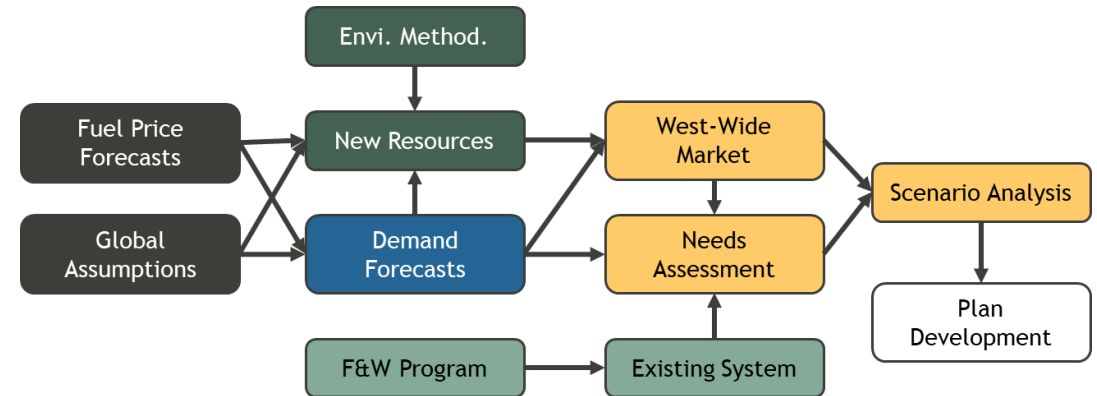 Envi. Method.
Fuel Price
Forecasts
New Resources
West-Wide
Market
Scenario Analysis
Global
Assumptions
Demand
Forecasts
Needs
Assessment
Plan
Development
F&W Program
Existing System